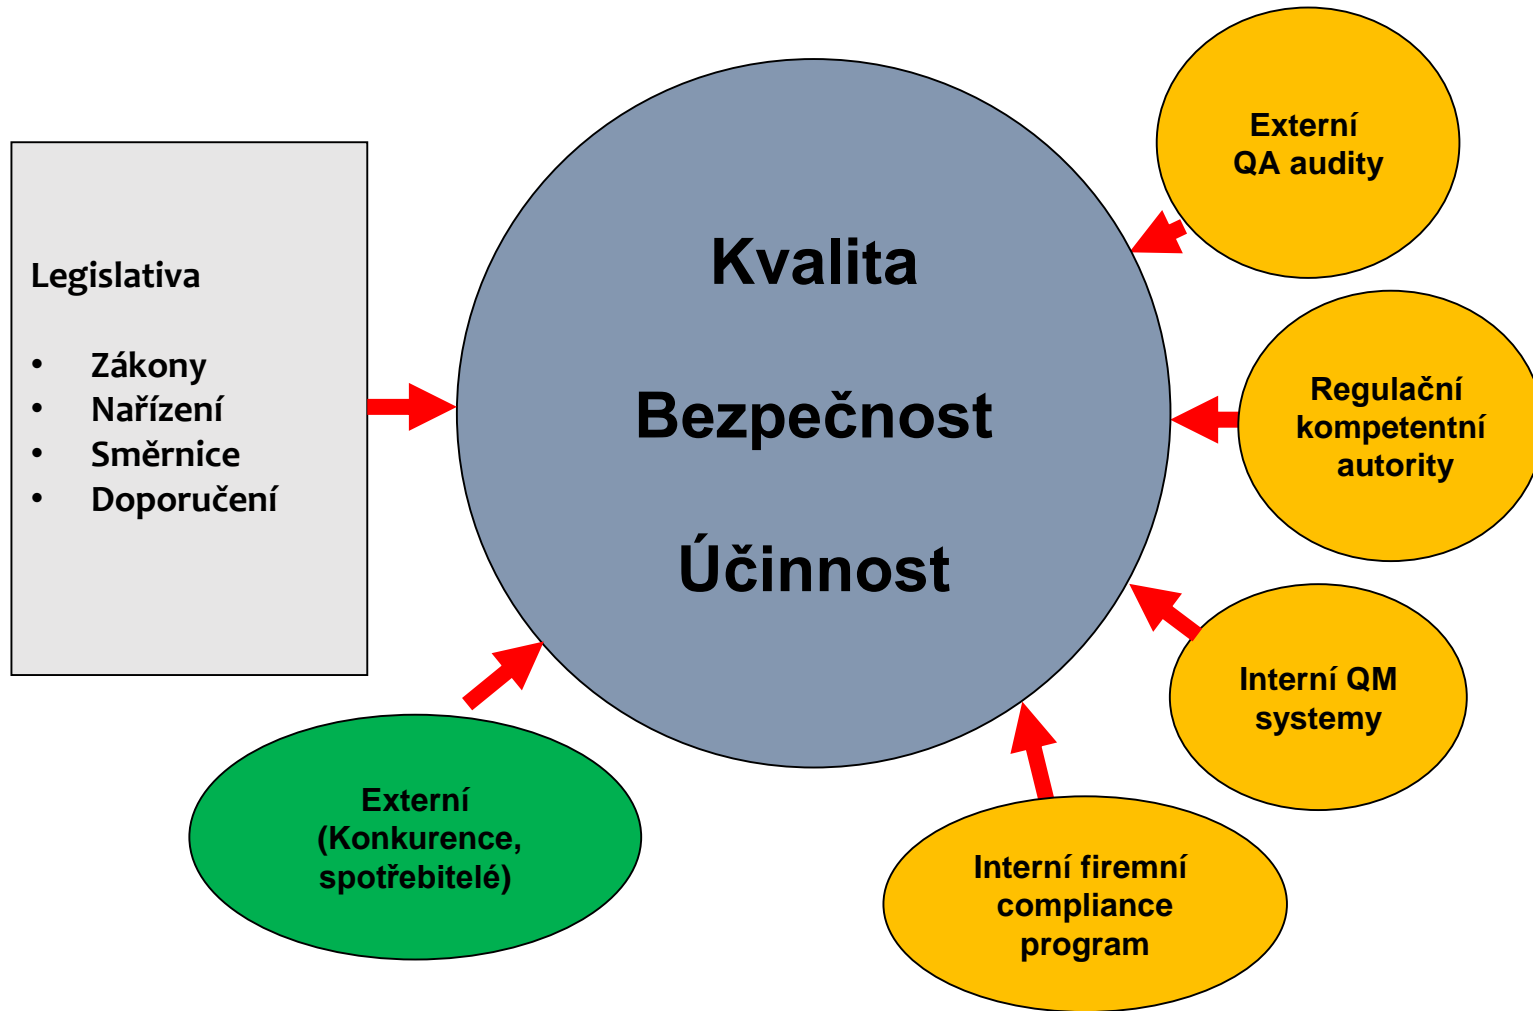 Legislativa
• Zákony
• Nařízení
• Směrnice
• Doporučení
Kvalita
Bezpečnost
Účinnost
Externí
QA audity
Regulační
kompetentní
autority
Interní QM
systemy
Interní firemní
compliance
program
Externí
(Konkurence,
spotřebitelé)